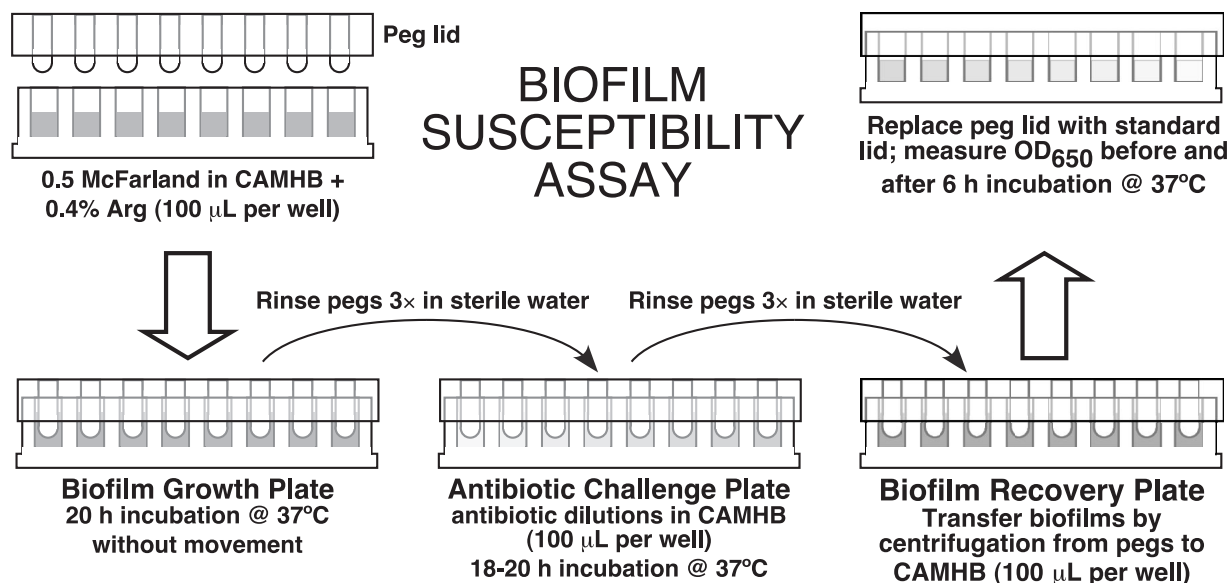 Peg lid
0.5 McFarland in CAMHB +
0.4% Arg (100 μL per well)
BIOFILM
SUSCEPTIBILITY
ASSAY
Replace peg lid with standard
lid; measure OD650 before and
after 6 h incubation @ 37ºC
Rinse pegs 3× in sterile water
Rinse pegs 3× in sterile water
Biofilm Growth Plate
20 h incubation @ 37ºC
without movement
Antibiotic Challenge Plate
antibiotic dilutions in CAMHB
(100 μL per well)
18-20 h incubation @ 37ºC
Biofilm Recovery Plate
Transfer biofilms by
centrifugation from pegs to
CAMHB (100 μL per well)